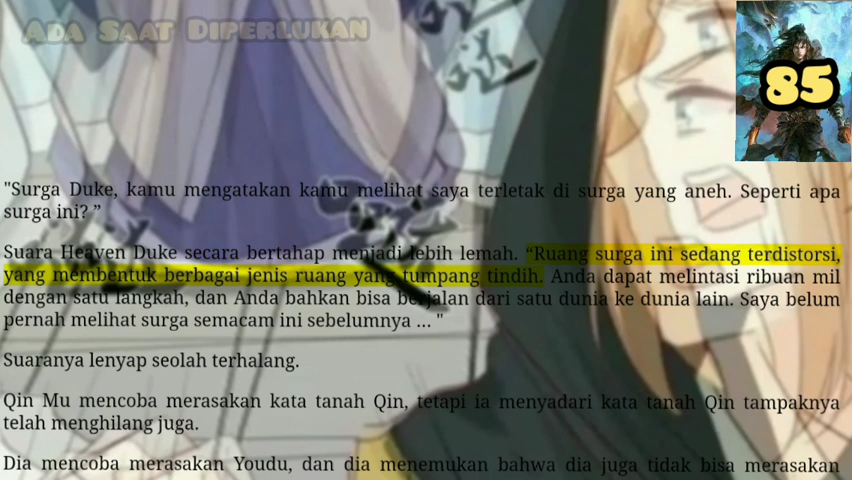 Ada Saat Diperlukan
85
"Surga Duke, kamu mengatakan kamu melihat saya terletak di surga yang aneh. Seperti apa
surga ini? ”
Suara Heaven Duke secara bertahap menjadi lebih lemah. “Ruang surga ini sedang terdistorsi,
yang membentuk berbagai jenis ruang yang tumpang tindih. Anda dapat melintasi ribuan mil
dengan satu langkah, dan Anda bahkan bisa berjalan dari satu dunia ke dunia lain. Saya belum
pernah melihat surga semacam ini sebelumnya ... "
Suaranya lenyap seolah terhalang.
Qin Mu mencoba merasakan kata tanah Qin, tetapi ia menyadari kata tanah Qin tampaknya
telah menghilang juga.
Dia mencoba merasakan Youdu, dan dia menemukan bahwa dia juga tidak bisa merasakan